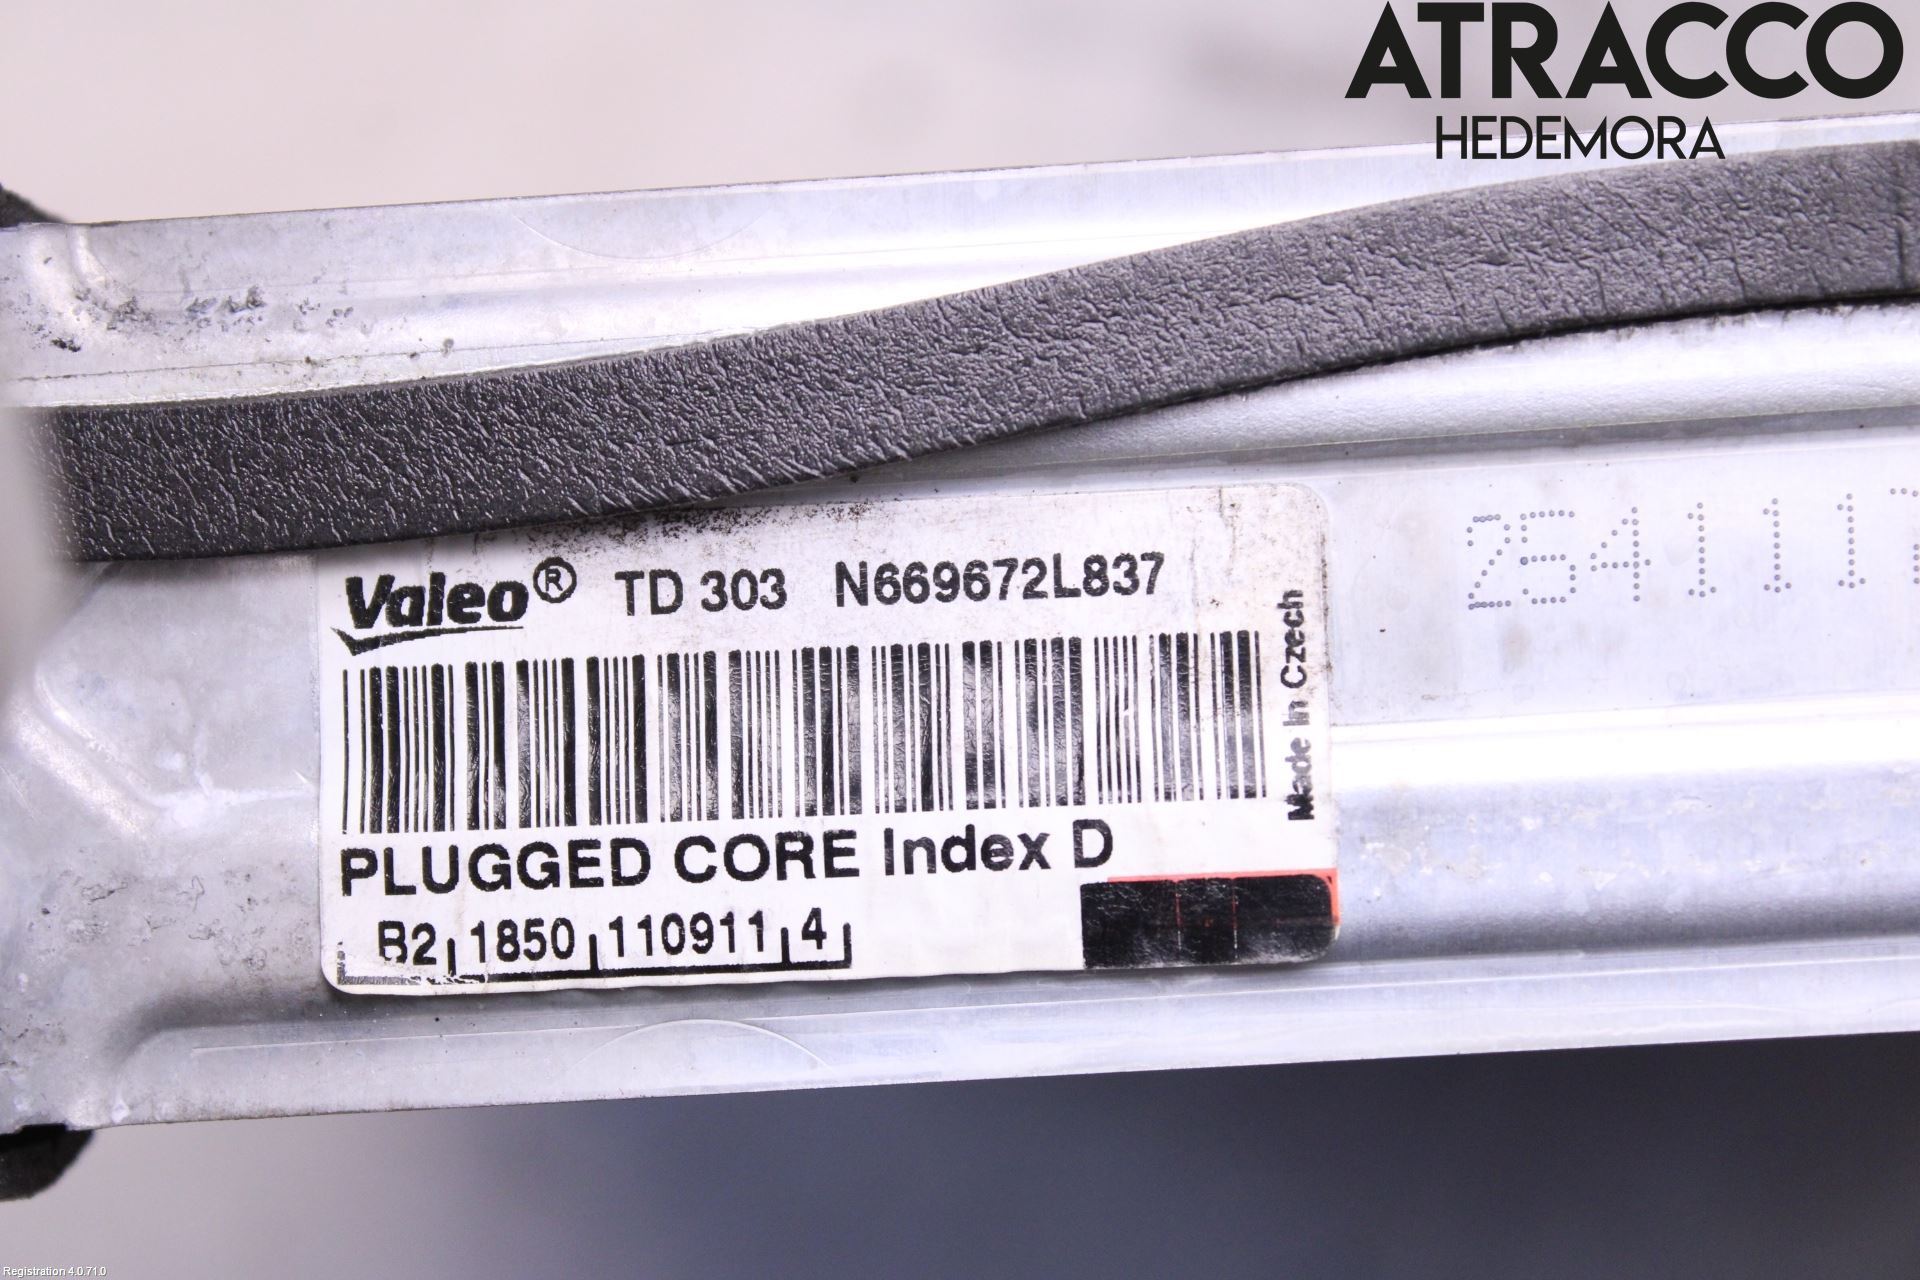 ATRACCO
HEDEMORA
Valeo® TD 303 N669672L837
Made In Czech
PLUGGED CORE Index D
B2 1850 110911 4
254111
Registration 4.0.71.0